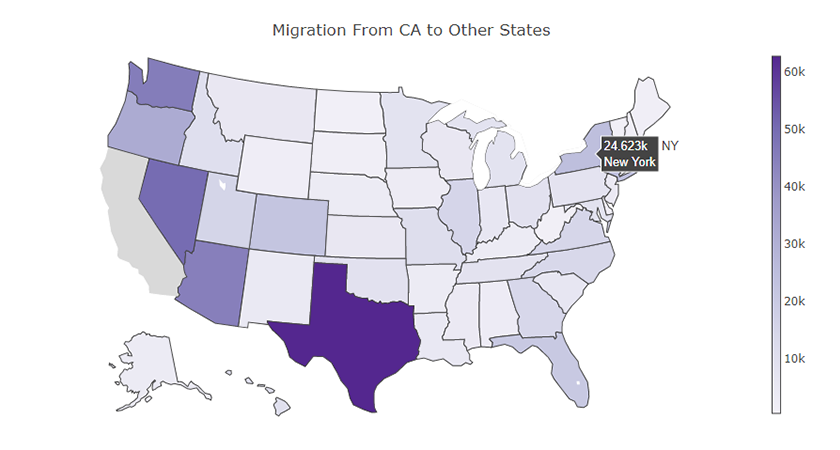 Migration From CA to Other States
60k
50k
40k
30k
20k
10k
24.623k
New York
NY